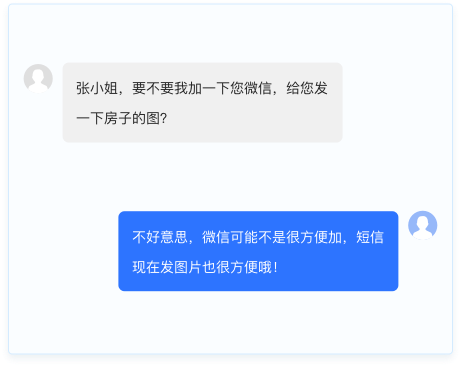 张小姐，要不要我加一下您微信，给您发
一下房子的图？
不好意思，微信可能不是很方便加，短信
现在发图片也很方便哦！